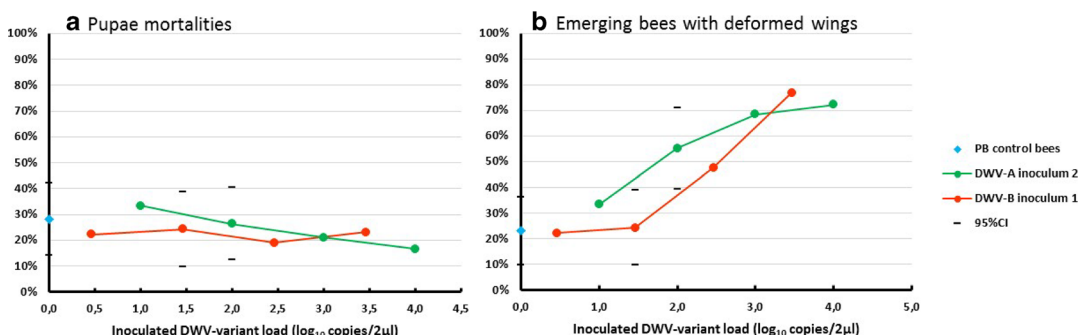 a Pupae mortalities
100%
90%
80%
70%
60%
50%
40%
30%
20%
10%
0%
0,0 0,5 1,0 1,5 2,0 2,5 3,0 3,5 4,0 4,5
Inoculated DWV-variant load (log₁₀ copies/2µl)
b Emerging bees with deformed wings
100%
90%
80%
70%
60%
50%
40%
30%
20%
10%
0%
0,0 1,0 2,0 3,0 4,0 5,0
Inoculated DWV-variant load (log₁₀ copies/2µl)
PB control bees
DWV-A inoculum 2
DWV-B inoculum 1
95%CI